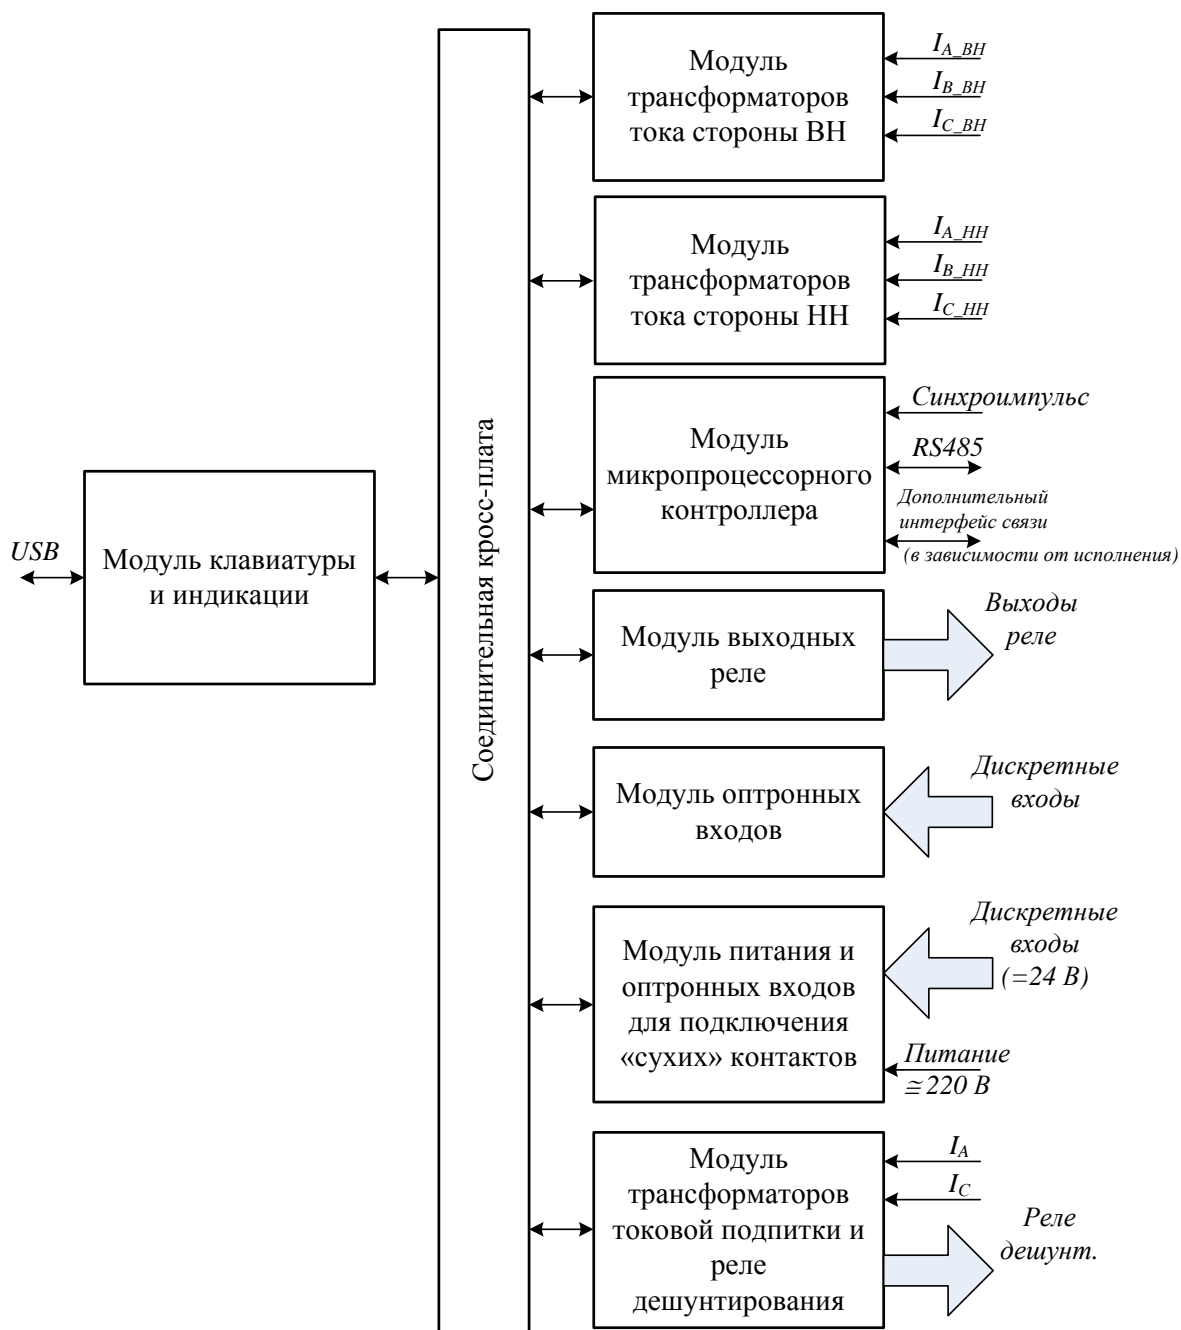 Модуль
трансформаторов
тока стороны ВН
I_A_ВН
I_B_ВН
I_C_ВН
Модуль
трансформаторов
тока стороны НН
I_A_НН
I_B_НН
I_C_НН
Соединительная кросс-плата
USB
Модуль клавиатуры
и индикации
Модуль
микропроцессорного
контроллера
Синхроимпульс
RS485
Дополнительный
интерфейс связи
(в зависимости от исполнения)
Модуль выходных
реле
Выходы
реле
Модуль оптронных
входов
Дискретные
входы
Модуль питания и
оптронных входов
для подключения
«сухих» контактов
Дискретные
входы
(=24 В)
Питание
≅220 В
Модуль
трансформаторов
токовой подпитки и
реле
дешунтирования
I_A
I_C
Реле
дешунт.